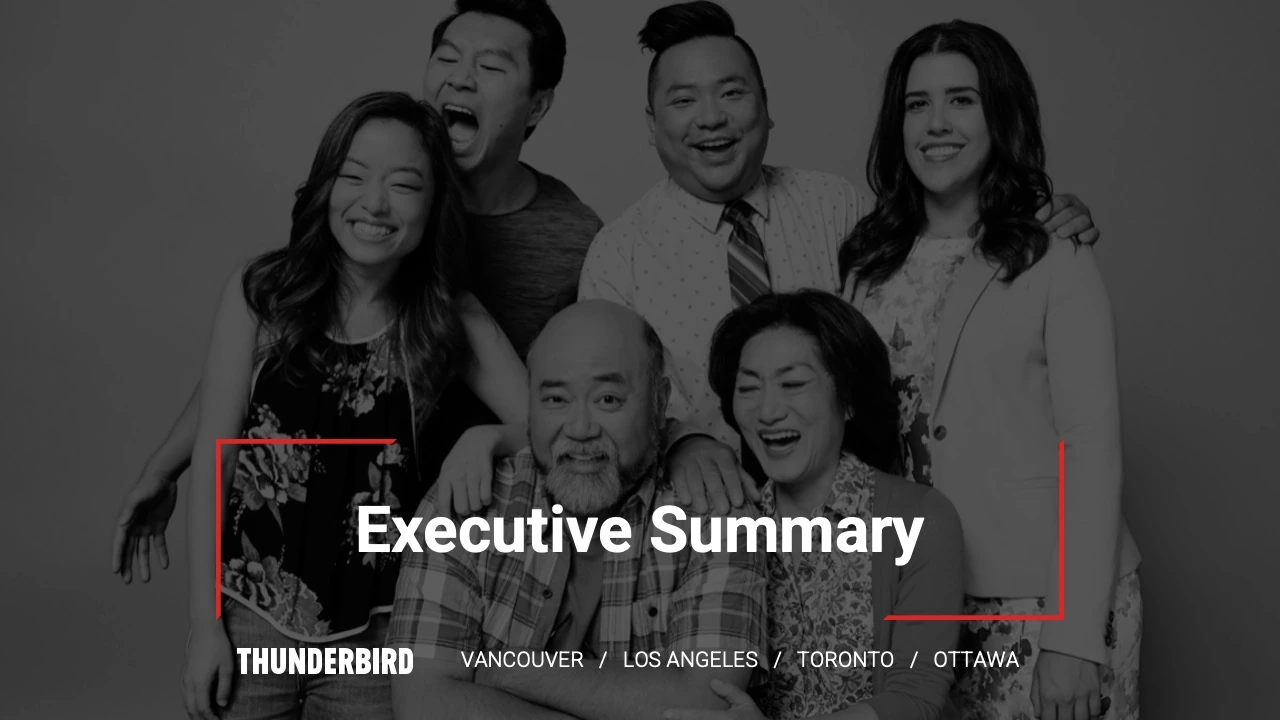 Executive Summary
THUNDERBIRD VANCOUVER / LOS ANGELES / TORONTO / OTTAWA